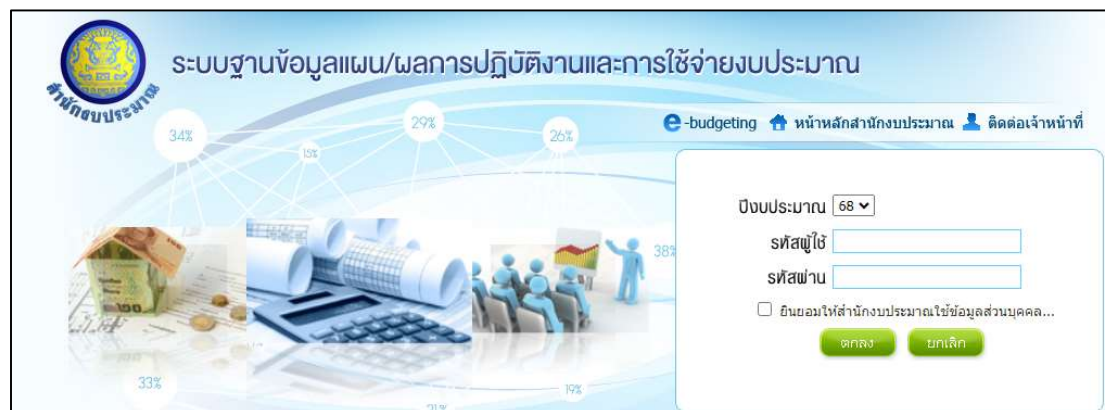 ระบบฐานข้อมูลแผน/ผลการปฏิบัติงานและการใช้จ่ายงบประมาณ
สำนักงบประมาณ
e-budgeting หน้าหลักสำนักงบประมาณ ติดต่อเจ้าหน้าที่
34%
15%
29%
26%
38%
ปีงบประมาณ 68
รหัสผู้ใช้
รหัสผ่าน
ยินยอมให้สำนักงบประมาณใช้ข้อมูลส่วนบุคคล...
ตกลง ยกเลิก
33%
19%